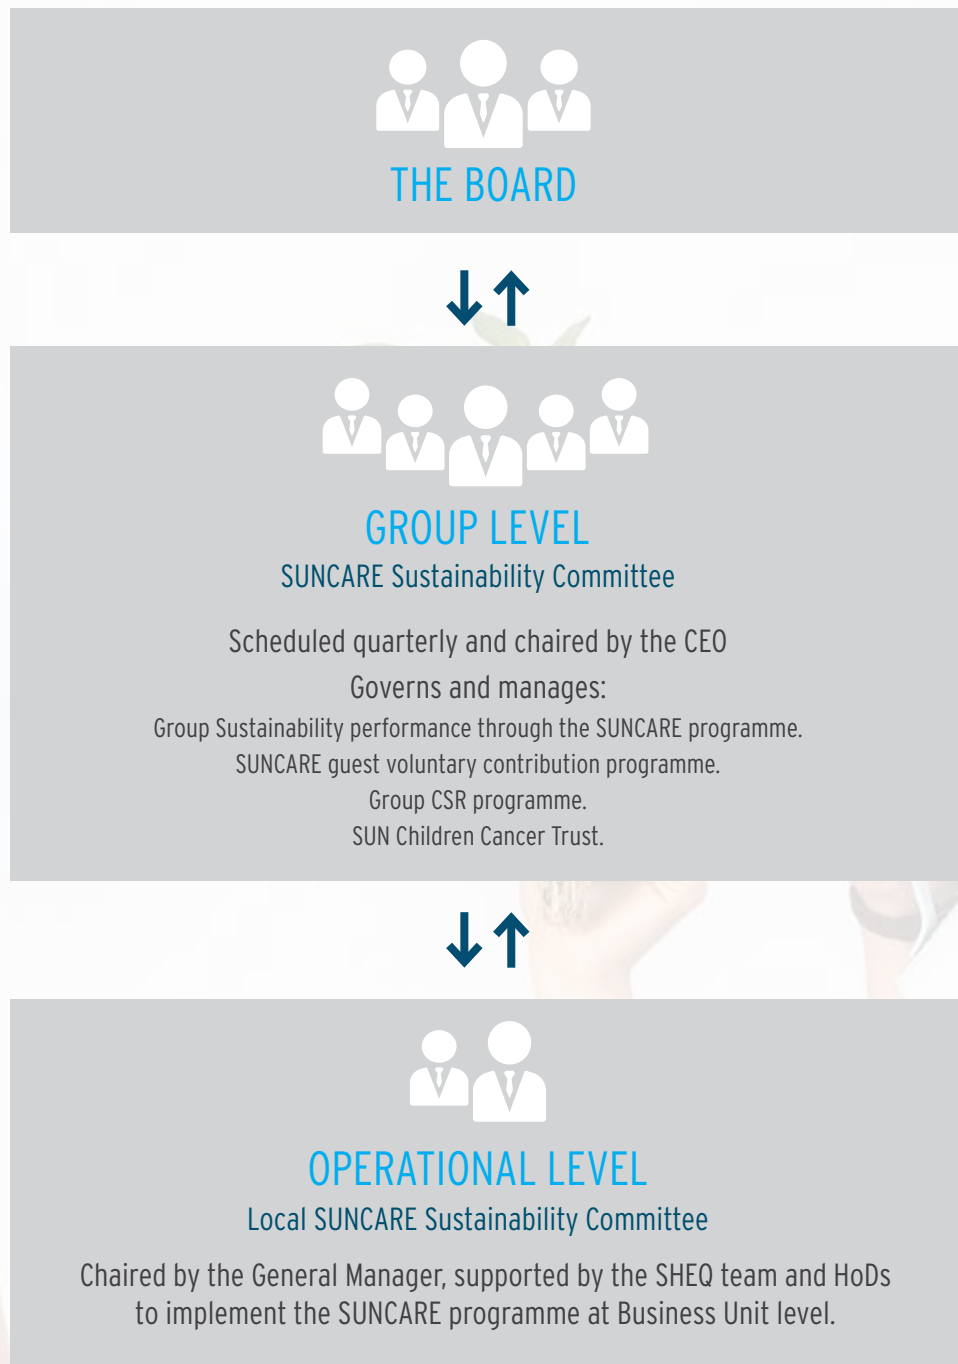 THE BOARD
GROUP LEVEL
SUNCARE Sustainability Committee
Scheduled quarterly and chaired by the CEO
Governs and manages:
Group Sustainability performance through the SUNCARE programme.
SUNCARE guest voluntary contribution programme.
Group CSR programme.
SUN Children Cancer Trust.
OPERATIONAL LEVEL
Local SUNCARE Sustainability Committee
Chaired by the General Manager, supported by the SHEQ team and HoDs
to implement the SUNCARE programme at Business Unit level.